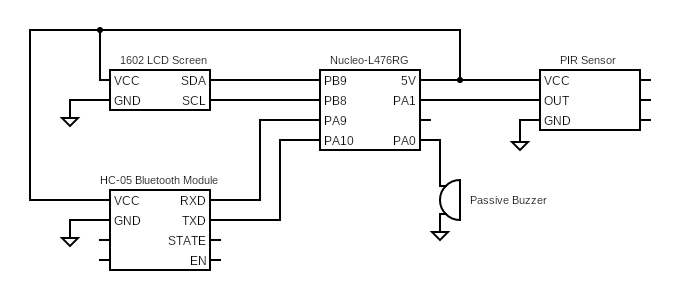 1602 LCD Screen
VCC SDA
GND SCL
Nucleo-L476RG
PB9 5V
PB8 PA1
PA9
PA10 PA0
PIR Sensor
VCC
OUT
GND
HC-05 Bluetooth Module
VCC RXD
GND TXD
STATE
EN
Passive Buzzer